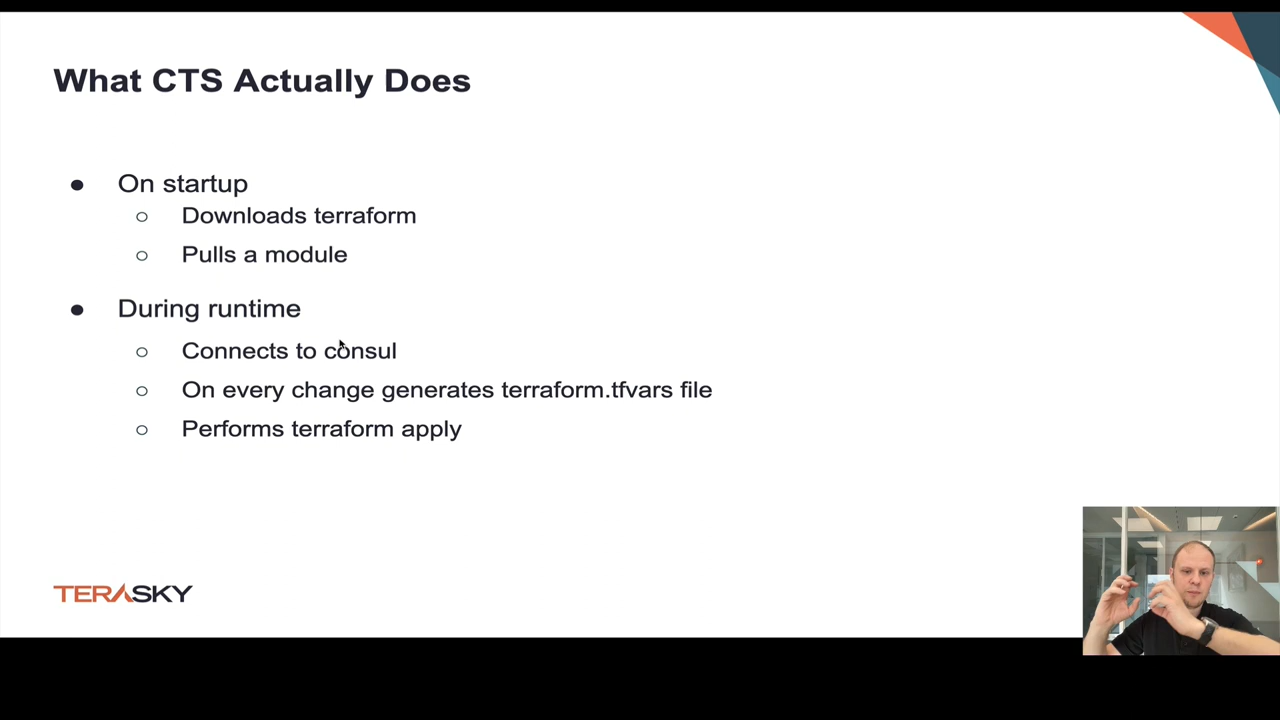 What CTS Actually Does
● On startup
○ Downloads terraform
○ Pulls a module
● During runtime
○ Connects to consul
○ On every change generates terraform.tfvars file
○ Performs terraform apply
TERASKY